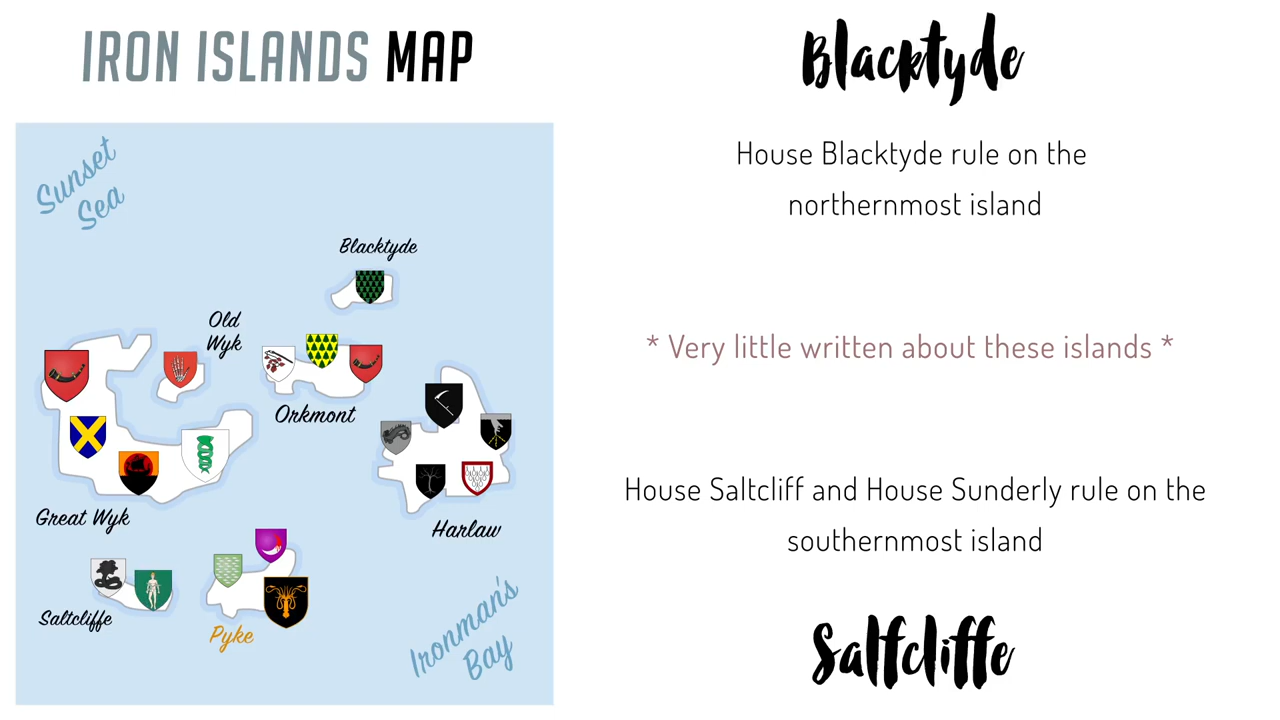 IRON ISLANDS MAP
Sunset
Sea
Blacktyde
Old
Wyk
Orkmont
Great Wyk
Harlaw
Saltcliffe
Pyke
Ironman's
Bay
Blacktyde
House Blacktyde rule on the
northernmost island
* Very little written about these islands *
House Saltcliff and House Sunderly rule on the
southernmost island
Saltcliffe